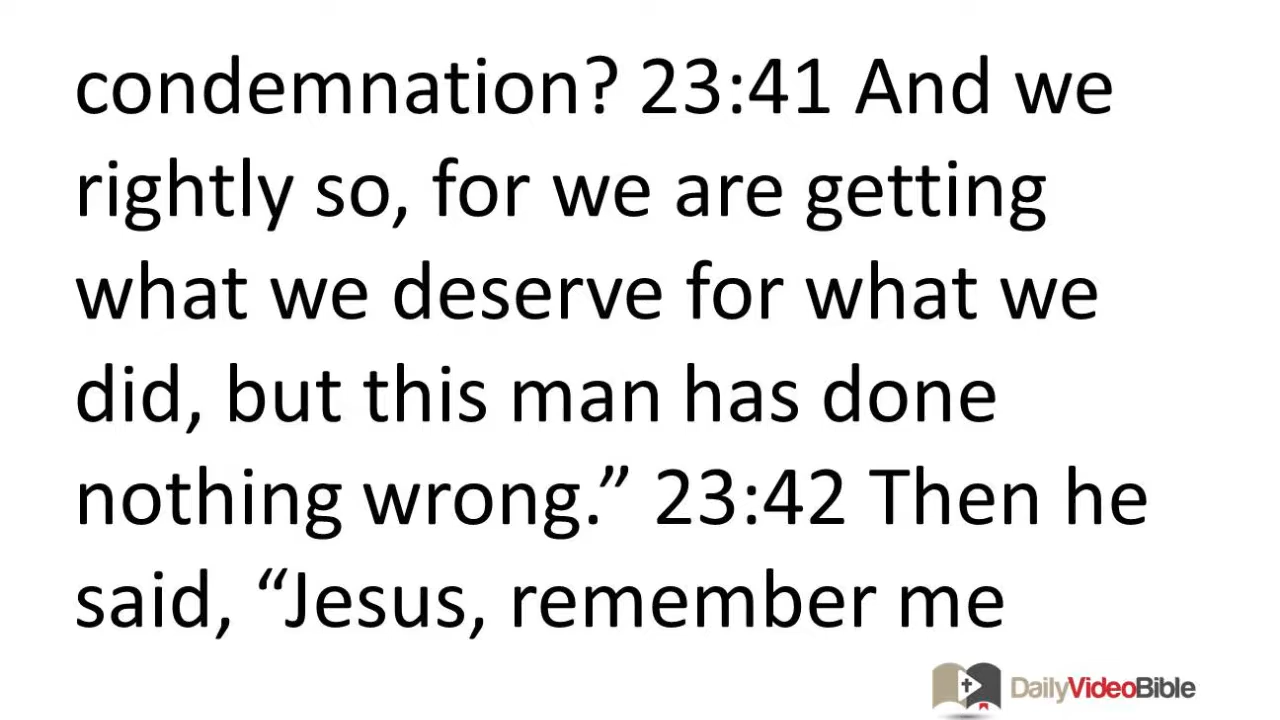 condemnation? 23:41 And we
rightly so, for we are getting
what we deserve for what we
did, but this man has done
nothing wrong.” 23:42 Then he
said, “Jesus, remember me
DailyVideoBible